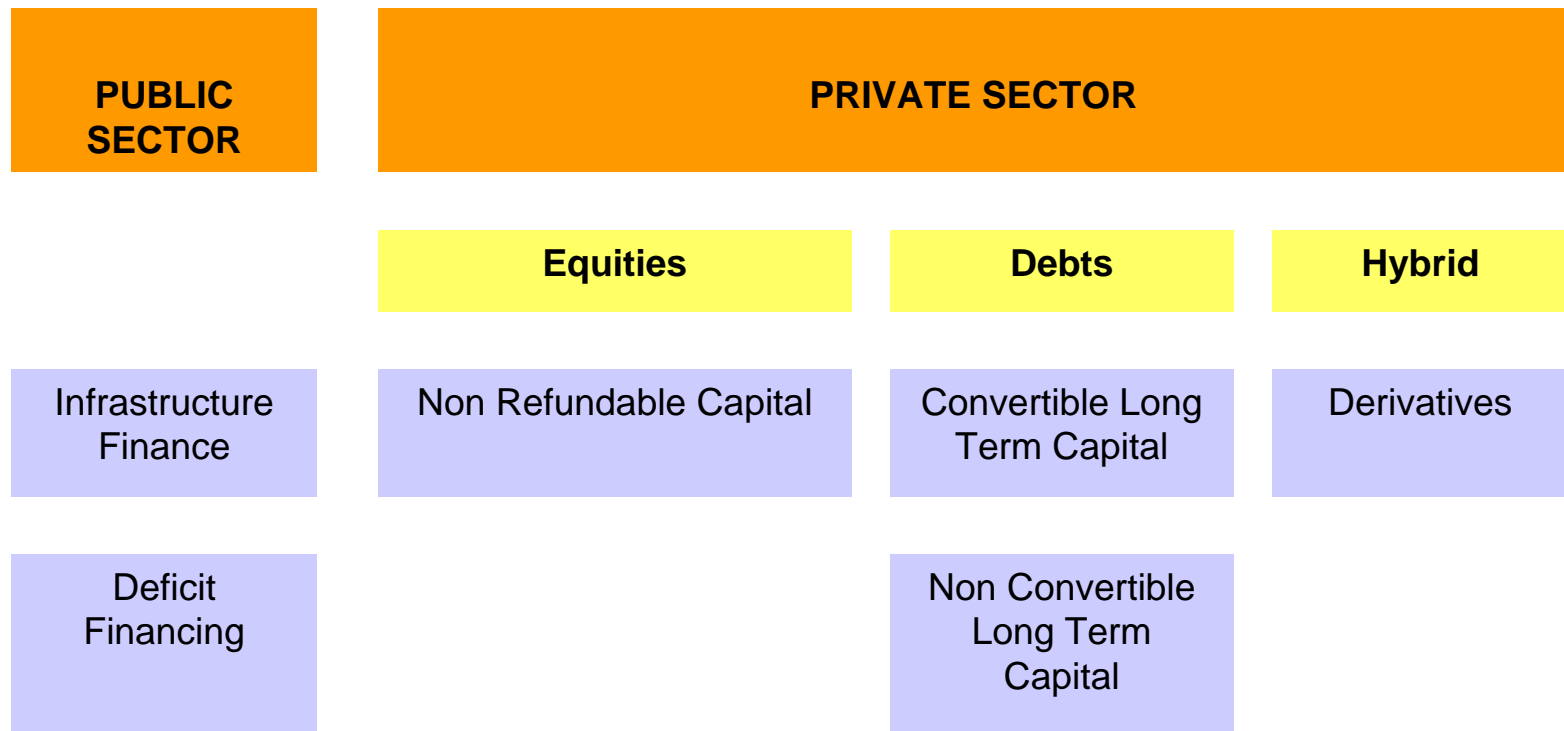 PUBLIC
SECTOR
PRIVATE SECTOR
Equities
Debts
Hybrid
Infrastructure
Finance
Non Refundable Capital
Convertible Long
Term Capital
Derivatives
Deficit
Financing
Non Convertible
Long Term
Capital